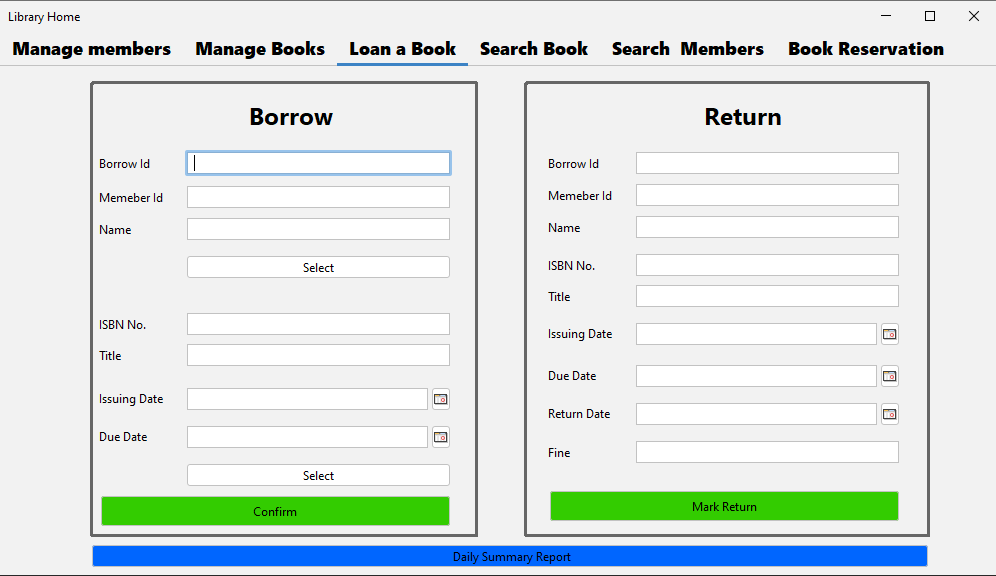 Library Home
Manage members Manage Books Loan a Book Search Book Search Members Book Reservation
Borrow
Borrow Id
Memeber Id
Name
Select
ISBN No.
Title
Issuing Date
Due Date
Select
Confirm
Return
Borrow Id
Memeber Id
Name
ISBN No.
Title
Issuing Date
Due Date
Return Date
Fine
Mark Return
Daily Summary Report